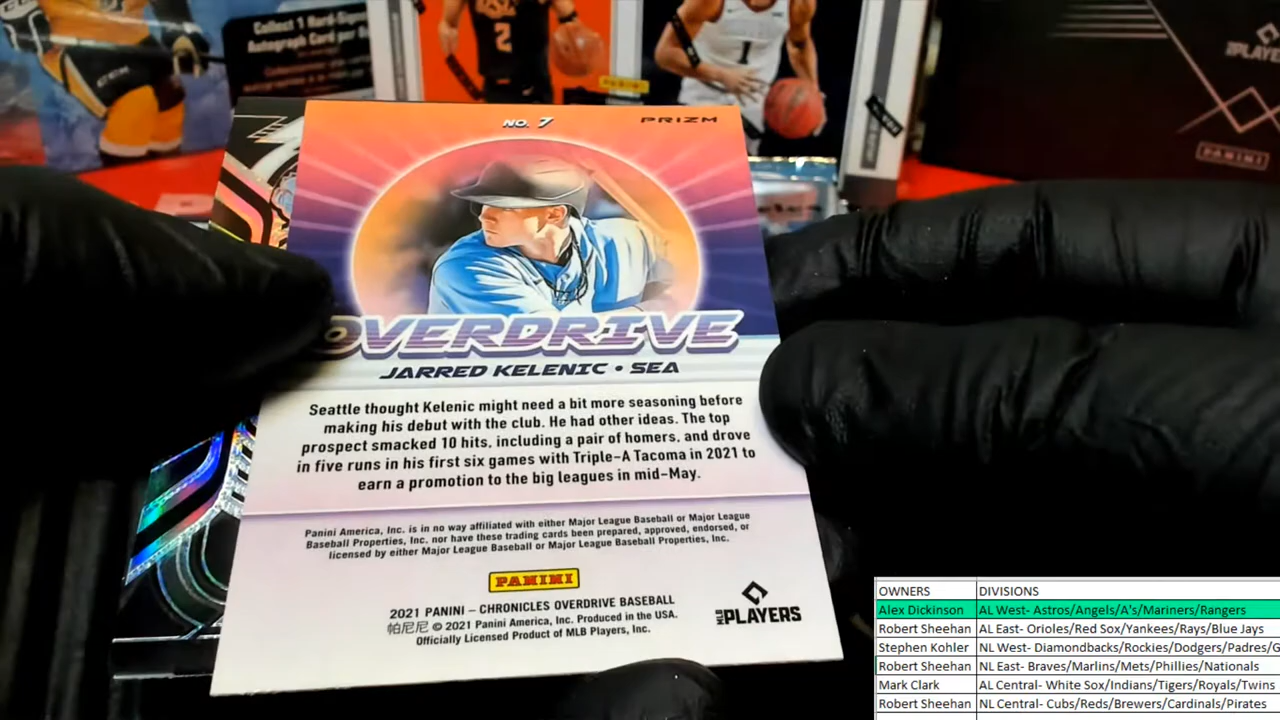 Collect 1 Hard-Signed
Autograph Card per Box
CCM
2
1
PLAYERS
PANINI
NO. 7
PRIZM
OVERDRIVE
JARRED KELENIC • SEA
Seattle thought Kelenic might need a bit more seasoning before
making his debut with the club. He had other ideas. The top
prospect smacked 10 hits, including a pair of homers, and drove
in five runs in his first six games with Triple-A Tacoma in 2021 to
earn a promotion to the big leagues in mid-May.
Panini America, Inc. is in no way affiliated with either Major League Baseball or Major League
Baseball Properties, Inc. nor have these trading cards been prepared, approved, endorsed, or
licensed by either Major League Baseball or Major League Baseball Properties, Inc.
PANINI
2021 PANINI – CHRONICLES OVERDRIVE BASEBALL
帕尼尼 © 2021 Panini America, Inc. Produced in the USA.
Officially Licensed Product of MLB Players, Inc.
MLB PLAYERS
OWNERS DIVISIONS
Alex Dickinson AL West- Astros/Angels/A's/Mariners/Rangers
Robert Sheehan AL East- Orioles/Red Sox/Yankees/Rays/Blue Jays
Stephen Kohler NL West- Diamondbacks/Rockies/Dodgers/Padres/G
Robert Sheehan NL East- Braves/Marlins/Mets/Phillies/Nationals
Mark Clark AL Central- White Sox/Indians/Tigers/Royals/Twins
Robert Sheehan NL Central- Cubs/Reds/Brewers/Cardinals/Pirates